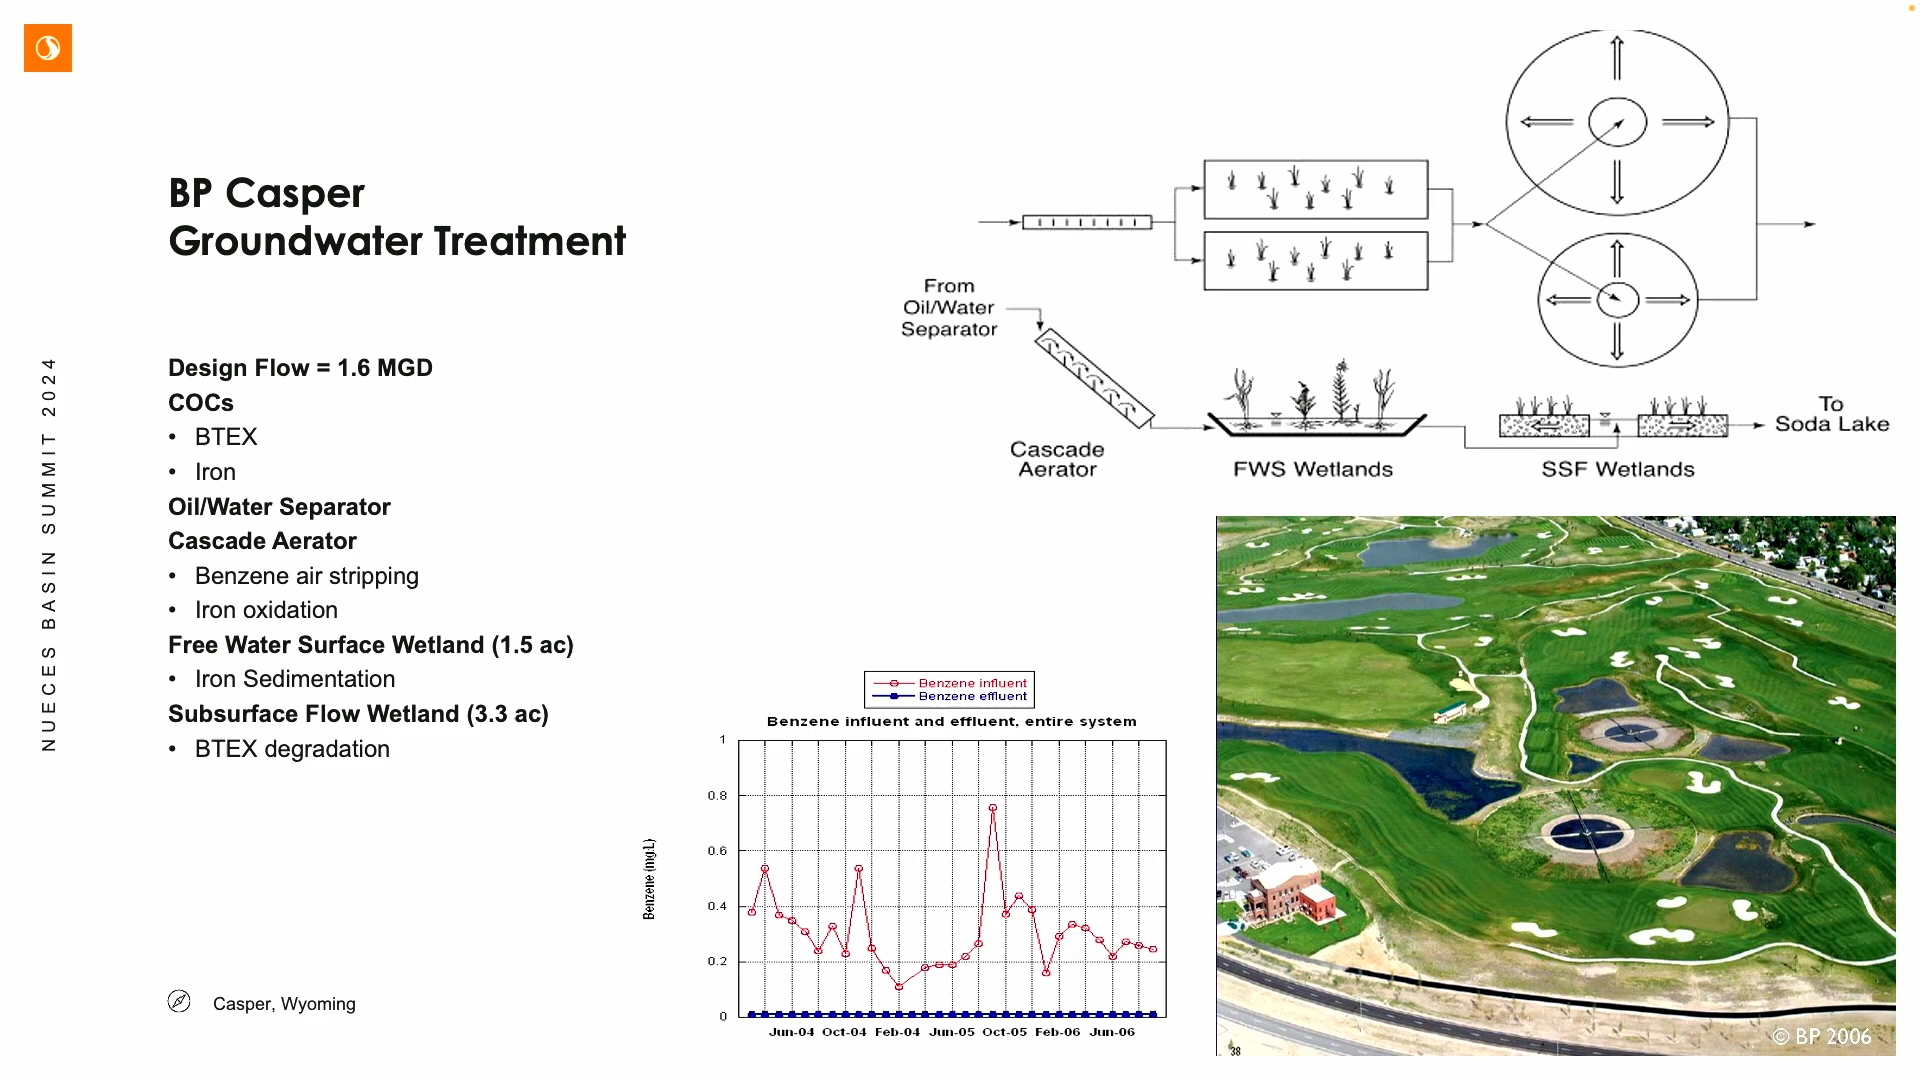 NUECES BASIN SUMMIT 2024
BP Casper
Groundwater Treatment
Design Flow = 1.6 MGD
COCs
• BTEX
• Iron
Oil/Water Separator
Cascade Aerator
• Benzene air stripping
• Iron oxidation
Free Water Surface Wetland (1.5 ac)
• Iron Sedimentation
Subsurface Flow Wetland (3.3 ac)
• BTEX degradation
Casper, Wyoming
From
Oil/Water
Separator
Cascade
Aerator
FWS Wetlands
SSF Wetlands
To
Soda Lake
Benzene influent
Benzene effluent
Benzene influent and effluent, entire system
Benzene (mg/L)
1
0.8
0.6
0.4
0.2
0
Jun-04 Oct-04 Feb-04 Jun-05 Oct-05 Feb-06 Jun-06
38
© BP 2006